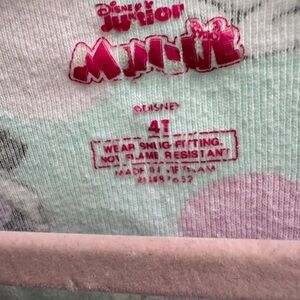 Disney
Junior
Minnie
©DISNEY
4T
WEAR SNUG-FITTING.
NOT FLAME RESISTANT
MADE IN VIETNAM